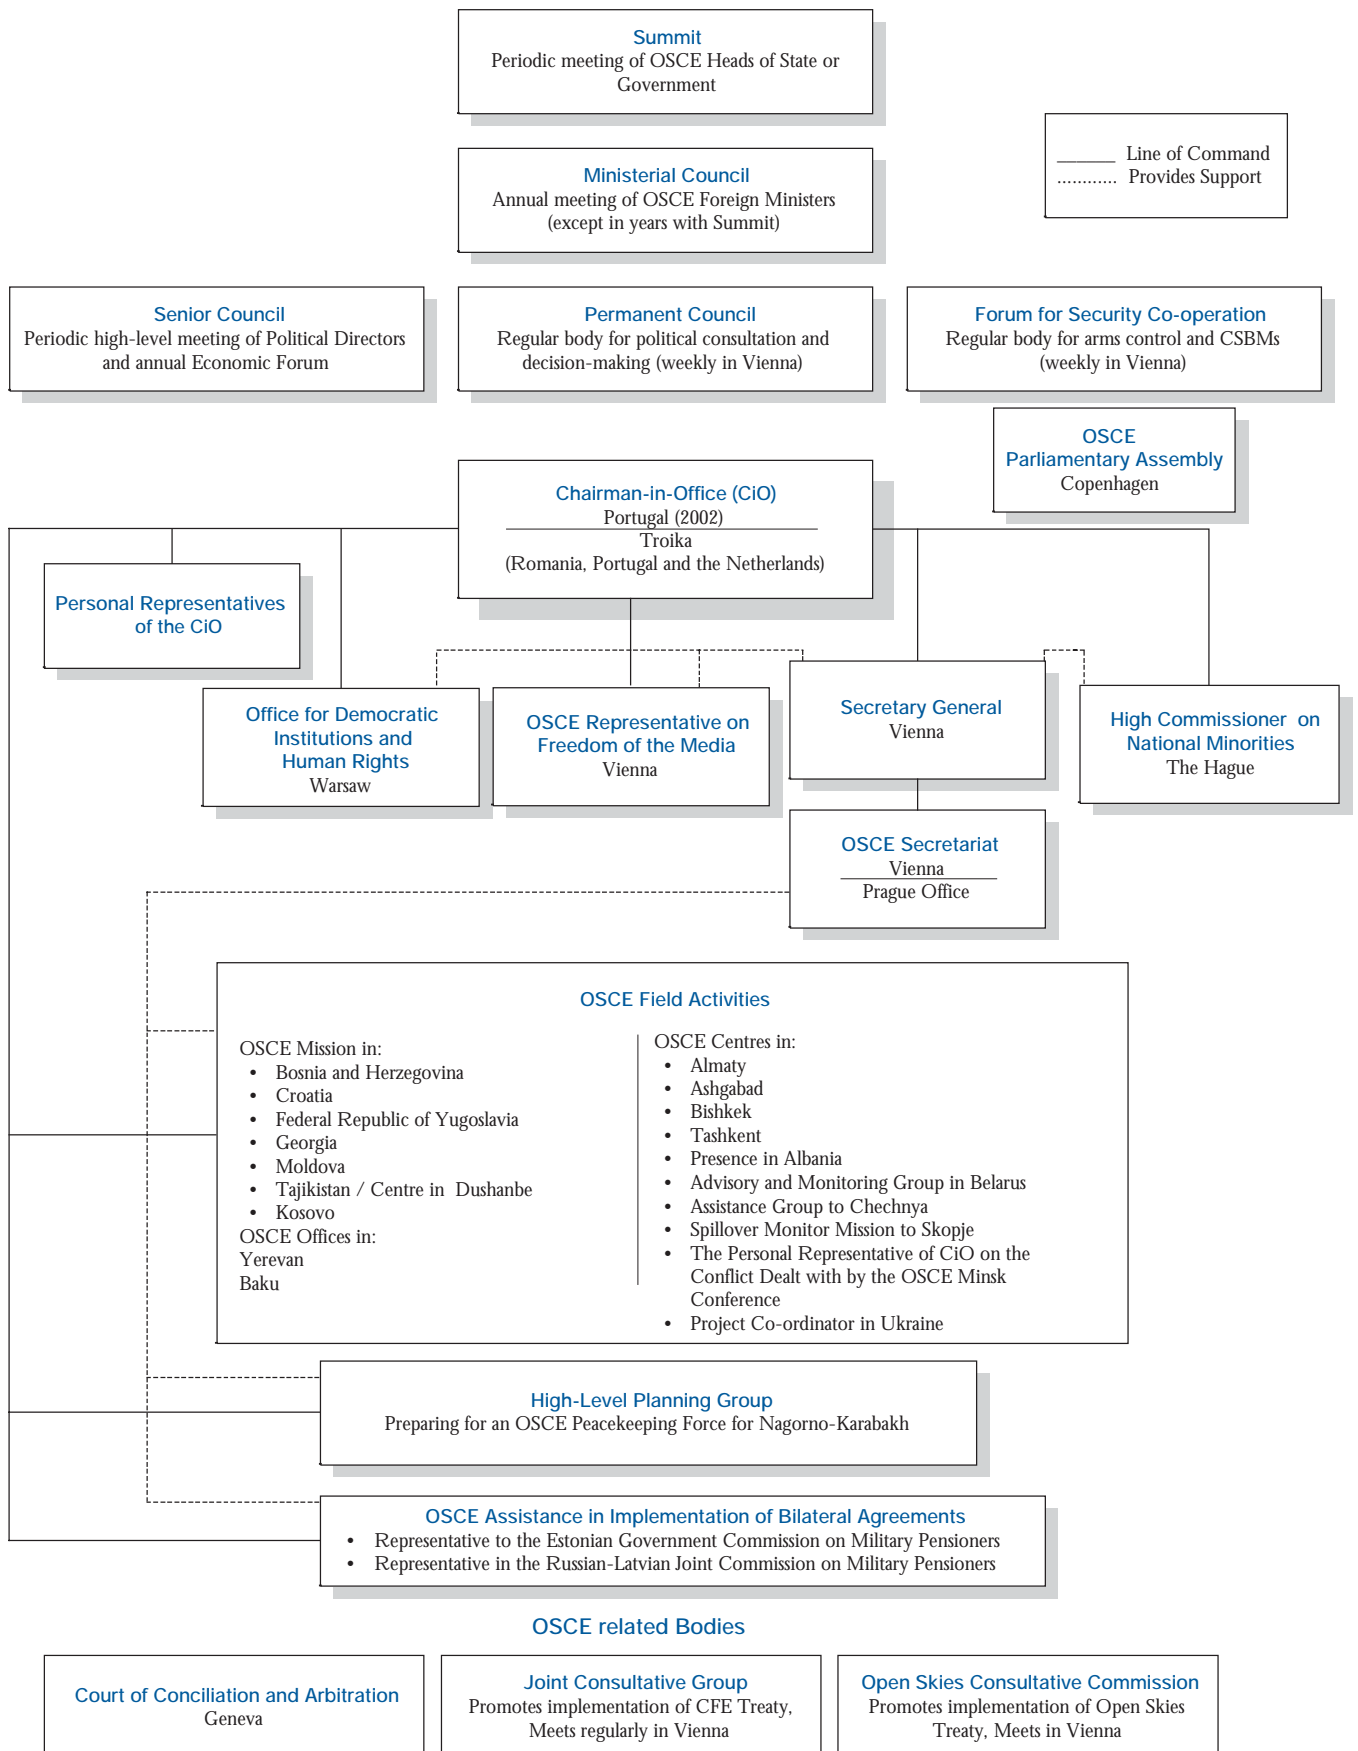 Summit
Periodic meeting of OSCE Heads of State or
Government
_______ Line of Command
............ Provides Support
Ministerial Council
Annual meeting of OSCE Foreign Ministers
(except in years with Summit)
Senior Council
Periodic high-level meeting of Political Directors
and annual Economic Forum
Permanent Council
Regular body for political consultation and
decision-making (weekly in Vienna)
Forum for Security Co-operation
Regular body for arms control and CSBMs
(weekly in Vienna)
OSCE
Parliamentary Assembly
Copenhagen
Chairman-in-Office (CiO)
Portugal (2002)
Troika
(Romania, Portugal and the Netherlands)
Personal Representatives
of the CiO
Office for Democratic
Institutions and
Human Rights
Warsaw
OSCE Representative on
Freedom of the Media
Vienna
Secretary General
Vienna
High Commissioner on
National Minorities
The Hague
OSCE Secretariat
Vienna
Prague Office
OSCE Field Activities
OSCE Mission in:
• Bosnia and Herzegovina
• Croatia
• Federal Republic of Yugoslavia
• Georgia
• Moldova
• Tajikistan / Centre in Dushanbe
• Kosovo
OSCE Offices in:
Yerevan
Baku
OSCE Centres in:
• Almaty
• Ashgabad
• Bishkek
• Tashkent
• Presence in Albania
• Advisory and Monitoring Group in Belarus
• Assistance Group to Chechnya
• Spillover Monitor Mission to Skopje
• The Personal Representative of CiO on the
Conflict Dealt with by the OSCE Minsk
Conference
• Project Co-ordinator in Ukraine
High-Level Planning Group
Preparing for an OSCE Peacekeeping Force for Nagorno-Karabakh
OSCE Assistance in Implementation of Bilateral Agreements
• Representative to the Estonian Government Commission on Military Pensioners
• Representative in the Russian-Latvian Joint Commission on Military Pensioners
OSCE related Bodies
Court of Conciliation and Arbitration
Geneva
Joint Consultative Group
Promotes implementation of CFE Treaty,
Meets regularly in Vienna
Open Skies Consultative Commission
Promotes implementation of Open Skies
Treaty, Meets in Vienna